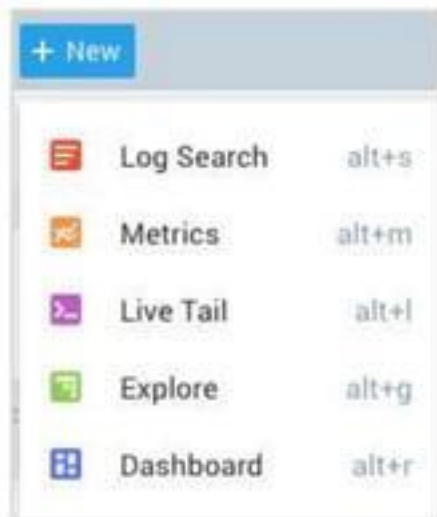 + New
Log Search alt+s
Metrics alt+m
Live Tail alt+l
Explore alt+g
Dashboard alt+r